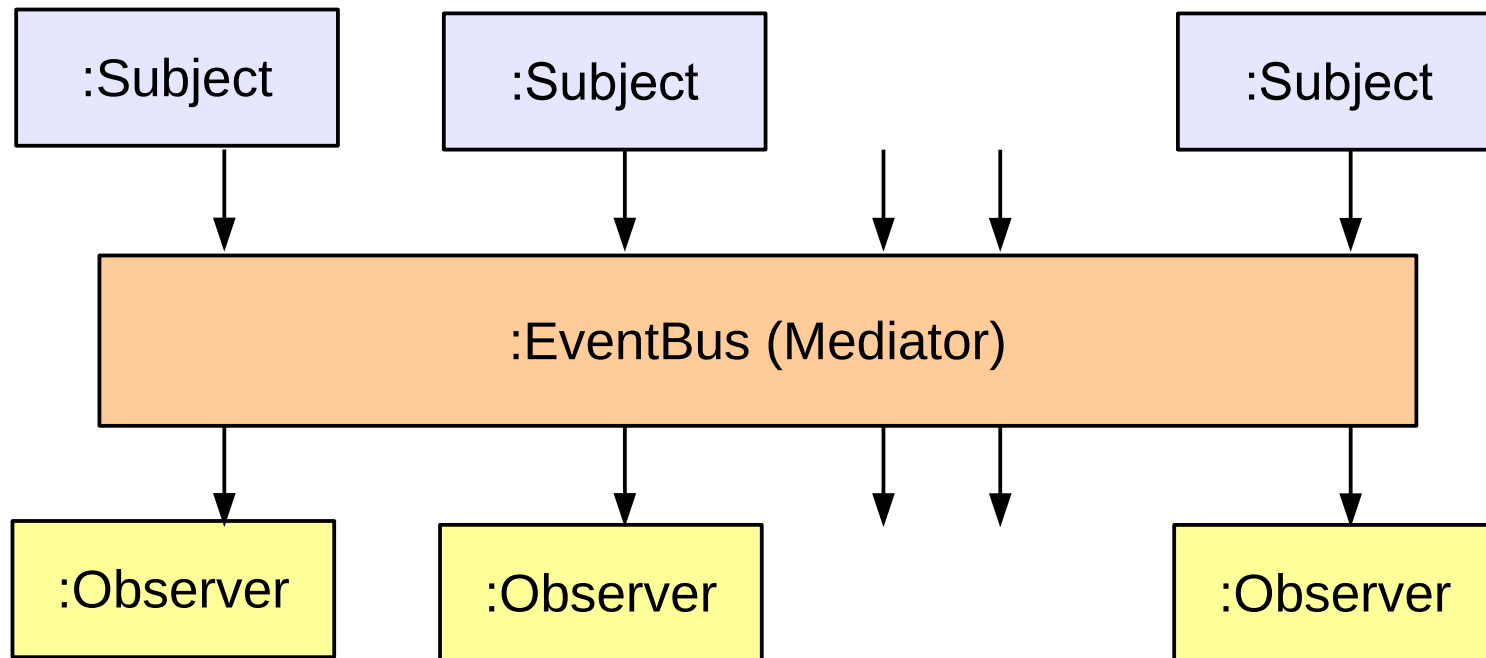 :Subject
:Subject
:Subject
:EventBus (Mediator)
:Observer
:Observer
:Observer